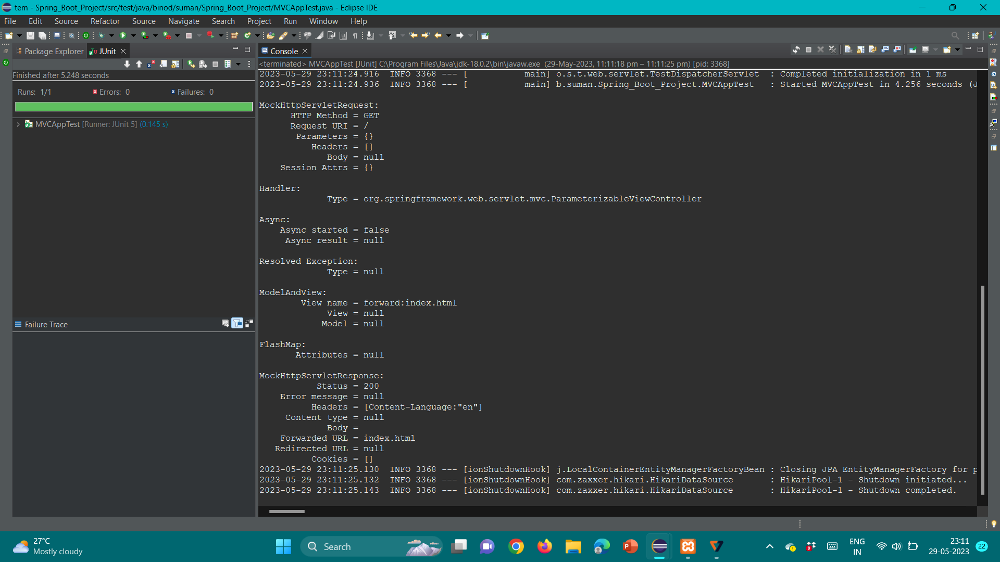 tem - Spring_Boot_Project/src/test/java/binod/suman/Spring_Boot_Project/MVCAppTest.java - Eclipse IDE
File Edit Source Refactor Source Navigate Search Project Run Window Help
Package Explorer JUnit
Finished after 5.248 seconds
Runs: 1/1 Errors: 0 Failures: 0
MVCAppTest [Runner: JUnit 5] (0.145 s)
Failure Trace
Console
<terminated> MVCAppTest [JUnit] C:\Program Files\Java\jdk-18.0.2\bin\javaw.exe (29-May-2023, 11:11:18 pm – 11:11:25 pm) [pid: 3368]
2023-05-29 23:11:24.916 INFO 3368 --- [ main] o.s.t.web.servlet.TestDispatcherServlet : Completed initialization in 1 ms
2023-05-29 23:11:24.936 INFO 3368 --- [ main] b.suman.Spring_Boot_Project.MVCAppTest : Started MVCAppTest in 4.256 seconds (J
MockHttpServletRequest:
HTTP Method = GET
Request URI = /
Parameters = {}
Headers = []
Body = null
Session Attrs = {}
Handler:
Type = org.springframework.web.servlet.mvc.ParameterizableViewController
Async:
Async started = false
Async result = null
Resolved Exception:
Type = null
ModelAndView:
View name = forward:index.html
View = null
Model = null
FlashMap:
Attributes = null
MockHttpServletResponse:
Status = 200
Error message = null
Headers = [Content-Language:"en"]
Content type = null
Body =
Forwarded URL = index.html
Redirected URL = null
Cookies = []
2023-05-29 23:11:25.130 INFO 3368 --- [ionShutdownHook] j.LocalContainerEntityManagerFactoryBean : Closing JPA EntityManagerFactory for p
2023-05-29 23:11:25.132 INFO 3368 --- [ionShutdownHook] com.zaxxer.hikari.HikariDataSource : HikariPool-1 - Shutdown initiated...
2023-05-29 23:11:25.143 INFO 3368 --- [ionShutdownHook] com.zaxxer.hikari.HikariDataSource : HikariPool-1 - Shutdown completed.
27°C
Mostly cloudy
Search
ENG
IN
23:11
29-05-2023
22